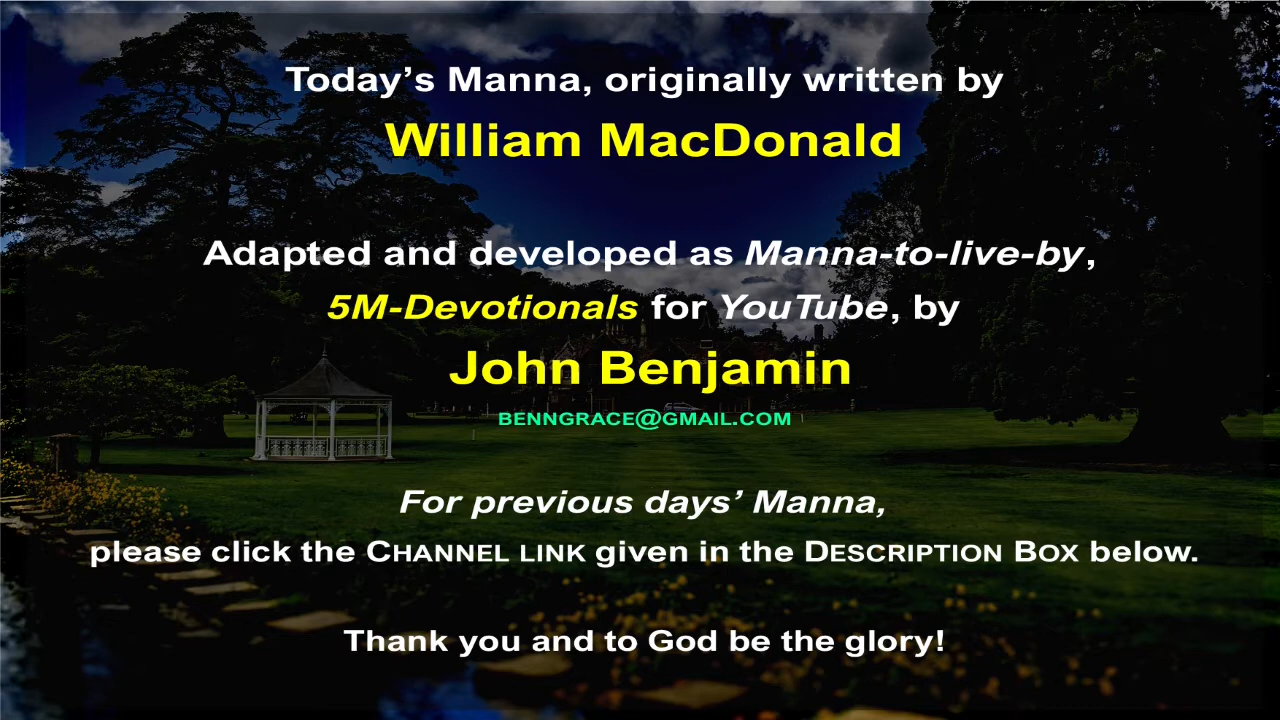 Today’s Manna, originally written by
William MacDonald
Adapted and developed as Manna-to-live-by,
5M-Devotionals for YouTube, by
John Benjamin
BENNGRACE@GMAIL.COM
For previous days’ Manna,
please click the CHANNEL LINK given in the DESCRIPTION BOX below.
Thank you and to God be the glory!